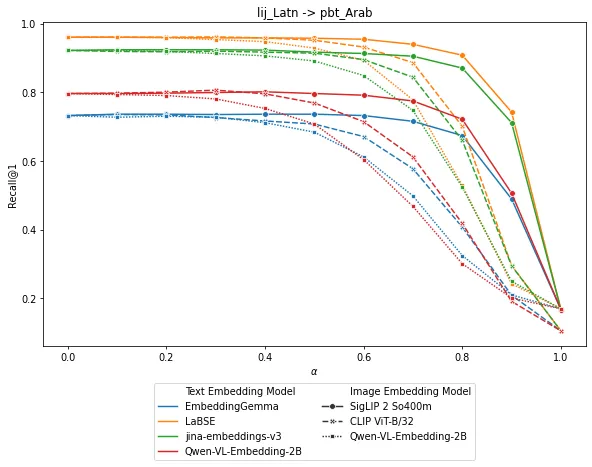 lij_Latn -> pbt_Arab
Recall@1
1.0
0.8
0.6
0.4
0.2
0.0 0.2 0.4 0.6 0.8 1.0
α
Text Embedding Model
EmbeddingGemma
LaBSE
jina-embeddings-v3
Qwen-VL-Embedding-2B
Image Embedding Model
SigLIP 2 So400m
CLIP ViT-B/32
Qwen-VL-Embedding-2B